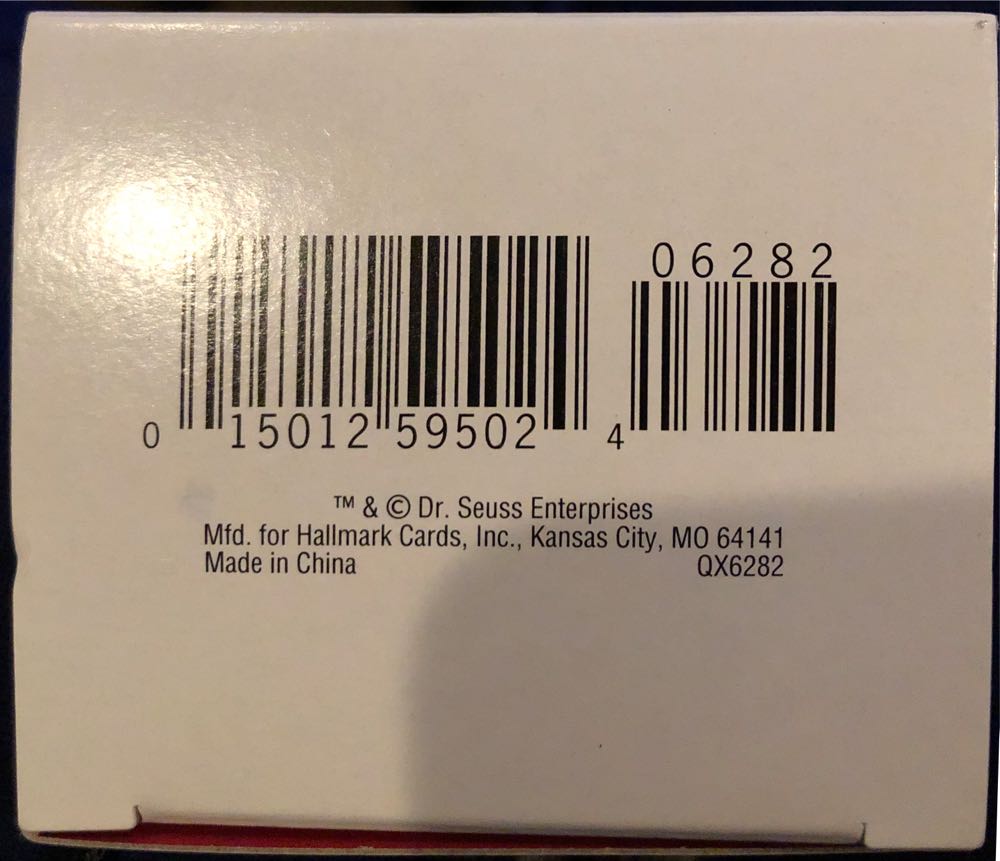 06282
0 15012 59502 4
™ & © Dr. Seuss Enterprises
Mfd. for Hallmark Cards, Inc., Kansas City, MO 64141
Made in China QX6282